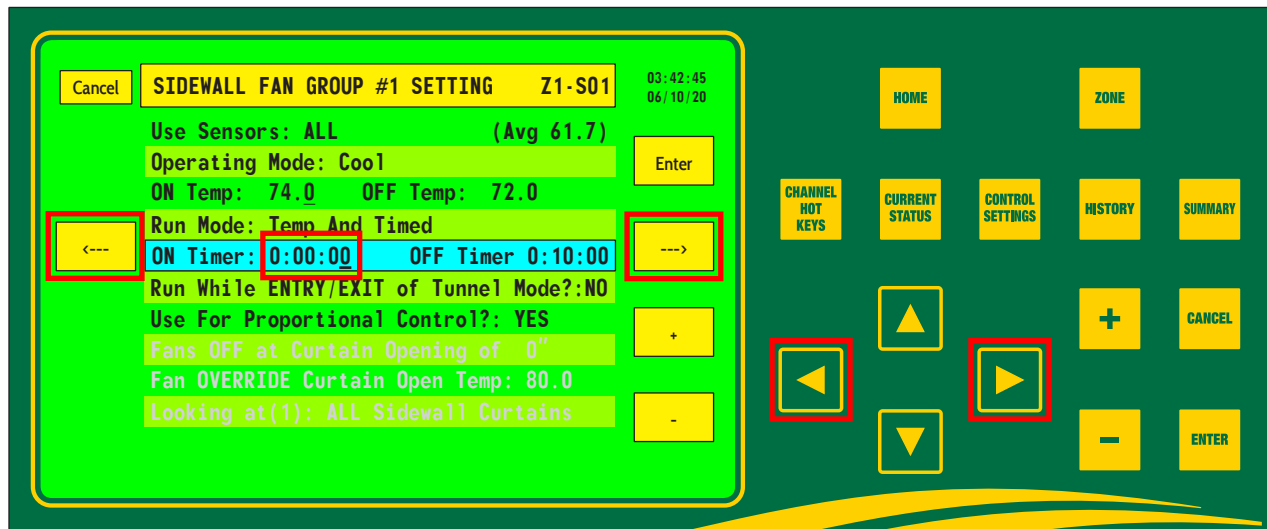 Cancel
SIDEWALL FAN GROUP #1 SETTING Z1-S01
03:42:45
06/10/20
Use Sensors: ALL (Avg 61.7)
Operating Mode: Cool
Enter
ON Temp: 74.0 OFF Temp: 72.0
Run Mode: Temp And Timed
<---
--->
ON Timer: 0:00:00 OFF Timer 0:10:00
Run While ENTRY/EXIT of Tunnel Mode?:NO
Use For Proportional Control?: YES
+
Fans OFF at Curtain Opening of 0"
Fan OVERRIDE Curtain Open Temp: 80.0
Looking at(1): ALL Sidewall Curtains
-
HOME
ZONE
CHANNEL
HOT
KEYS
CURRENT
STATUS
CONTROL
SETTINGS
HISTORY
SUMMARY
+
CANCEL
-
ENTER